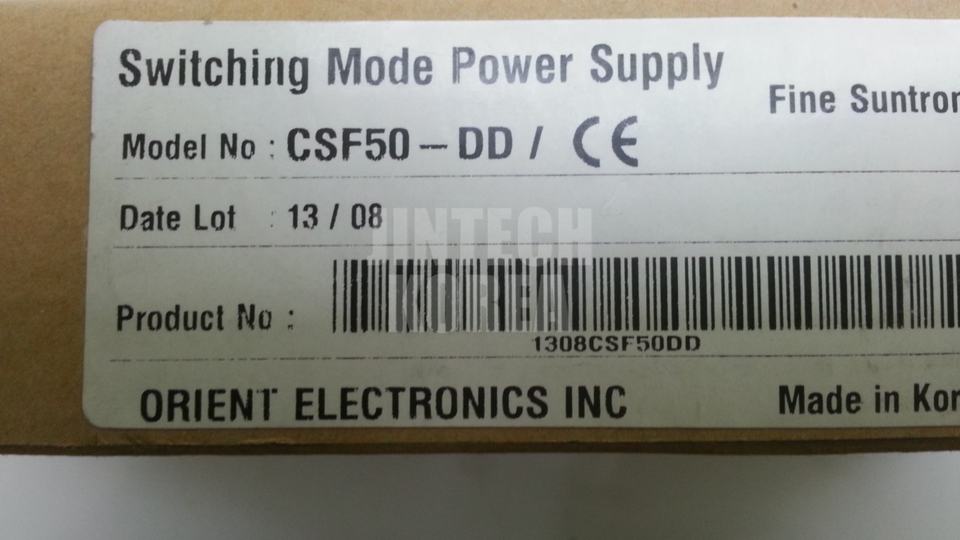 Switching Mode Power Supply
Fine Suntron
Model No : CSF50 – DD / CE
Date Lot : 13 / 08
JINTECH
KOREA
Product No :
1308CSF50DD
ORIENT ELECTRONICS INC
Made in Kor